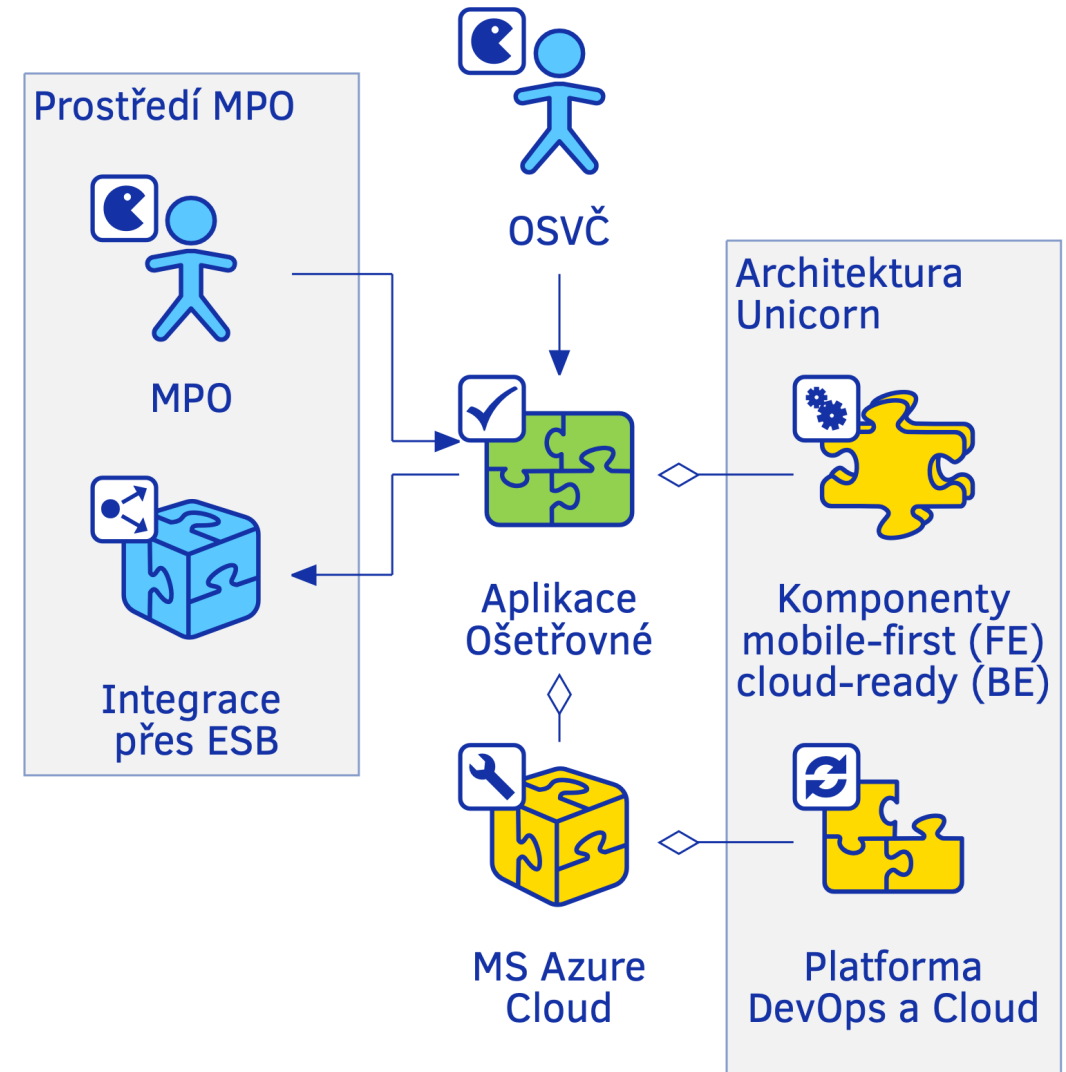 OSVČ
Prostředí MPO
MPO
Integrace
přes ESB
Aplikace
Ošetřovné
MS Azure
Cloud
Architektura
Unicorn
Komponenty
mobile-first (FE)
cloud-ready (BE)
Platforma
DevOps a Cloud